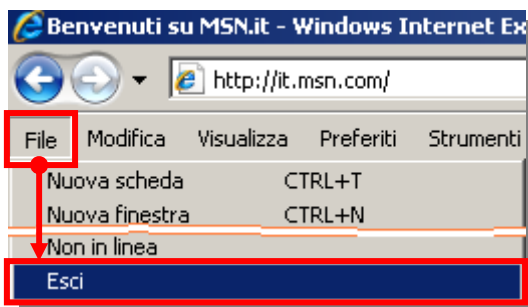 Benvenuti su MSN.it - Windows Internet Ex
http://it.msn.com/
File Modifica Visualizza Preferiti Strumenti
Nuova scheda CTRL+T
Nuova finestra CTRL+N
Non in linea
Esci